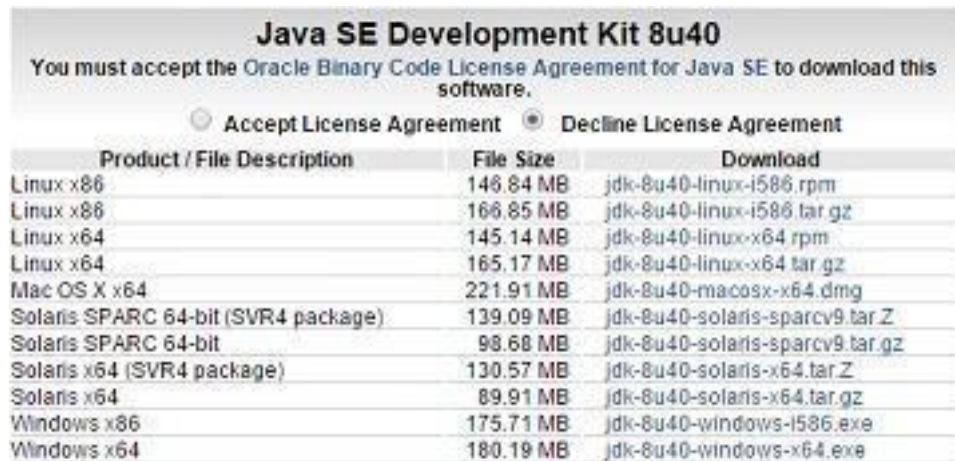 Java SE Development Kit 8u40
You must accept the Oracle Binary Code License Agreement for Java SE to download this
software.
Accept License Agreement Decline License Agreement
Product / File Description File Size Download
Linux x86 146.84 MB jdk-8u40-linux-i586.rpm
Linux x86 166.85 MB jdk-8u40-linux-i586.tar.gz
Linux x64 145.14 MB jdk-8u40-linux-x64.rpm
Linux x64 165.17 MB jdk-8u40-linux-x64.tar.gz
Mac OS X x64 221.91 MB jdk-8u40-macosx-x64.dmg
Solaris SPARC 64-bit (SVR4 package) 139.09 MB jdk-8u40-solaris-sparcv9.tar.Z
Solaris SPARC 64-bit 98.68 MB jdk-8u40-solaris-sparcv9.tar.gz
Solaris x64 (SVR4 package) 130.57 MB jdk-8u40-solaris-x64.tar.Z
Solaris x64 89.91 MB jdk-8u40-solaris-x64.tar.gz
Windows x86 175.71 MB jdk-8u40-windows-i586.exe
Windows x64 180.19 MB jdk-8u40-windows-x64.exe